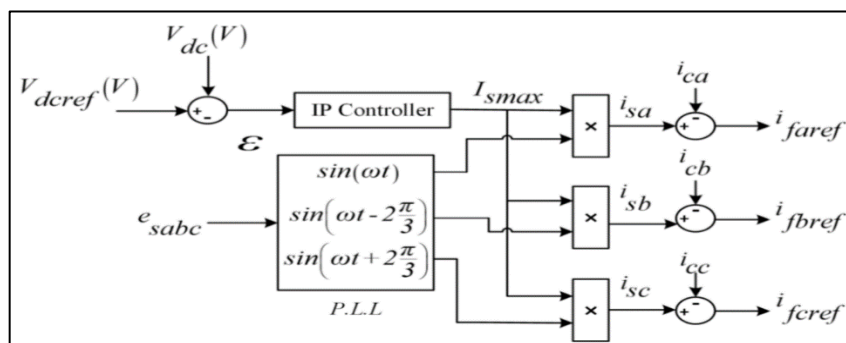 V_dc(V)
V_dcref(V)
+
-
ε
IP Controller
I_smax
×
i_sa
i_ca
+
-
i_faref
e_sabc
sin(ωt)
sin(ωt - 2π/3)
sin(ωt + 2π/3)
P.L.L
×
i_sb
i_cb
+
-
i_fbref
×
i_sc
i_cc
+
-
i_fcref